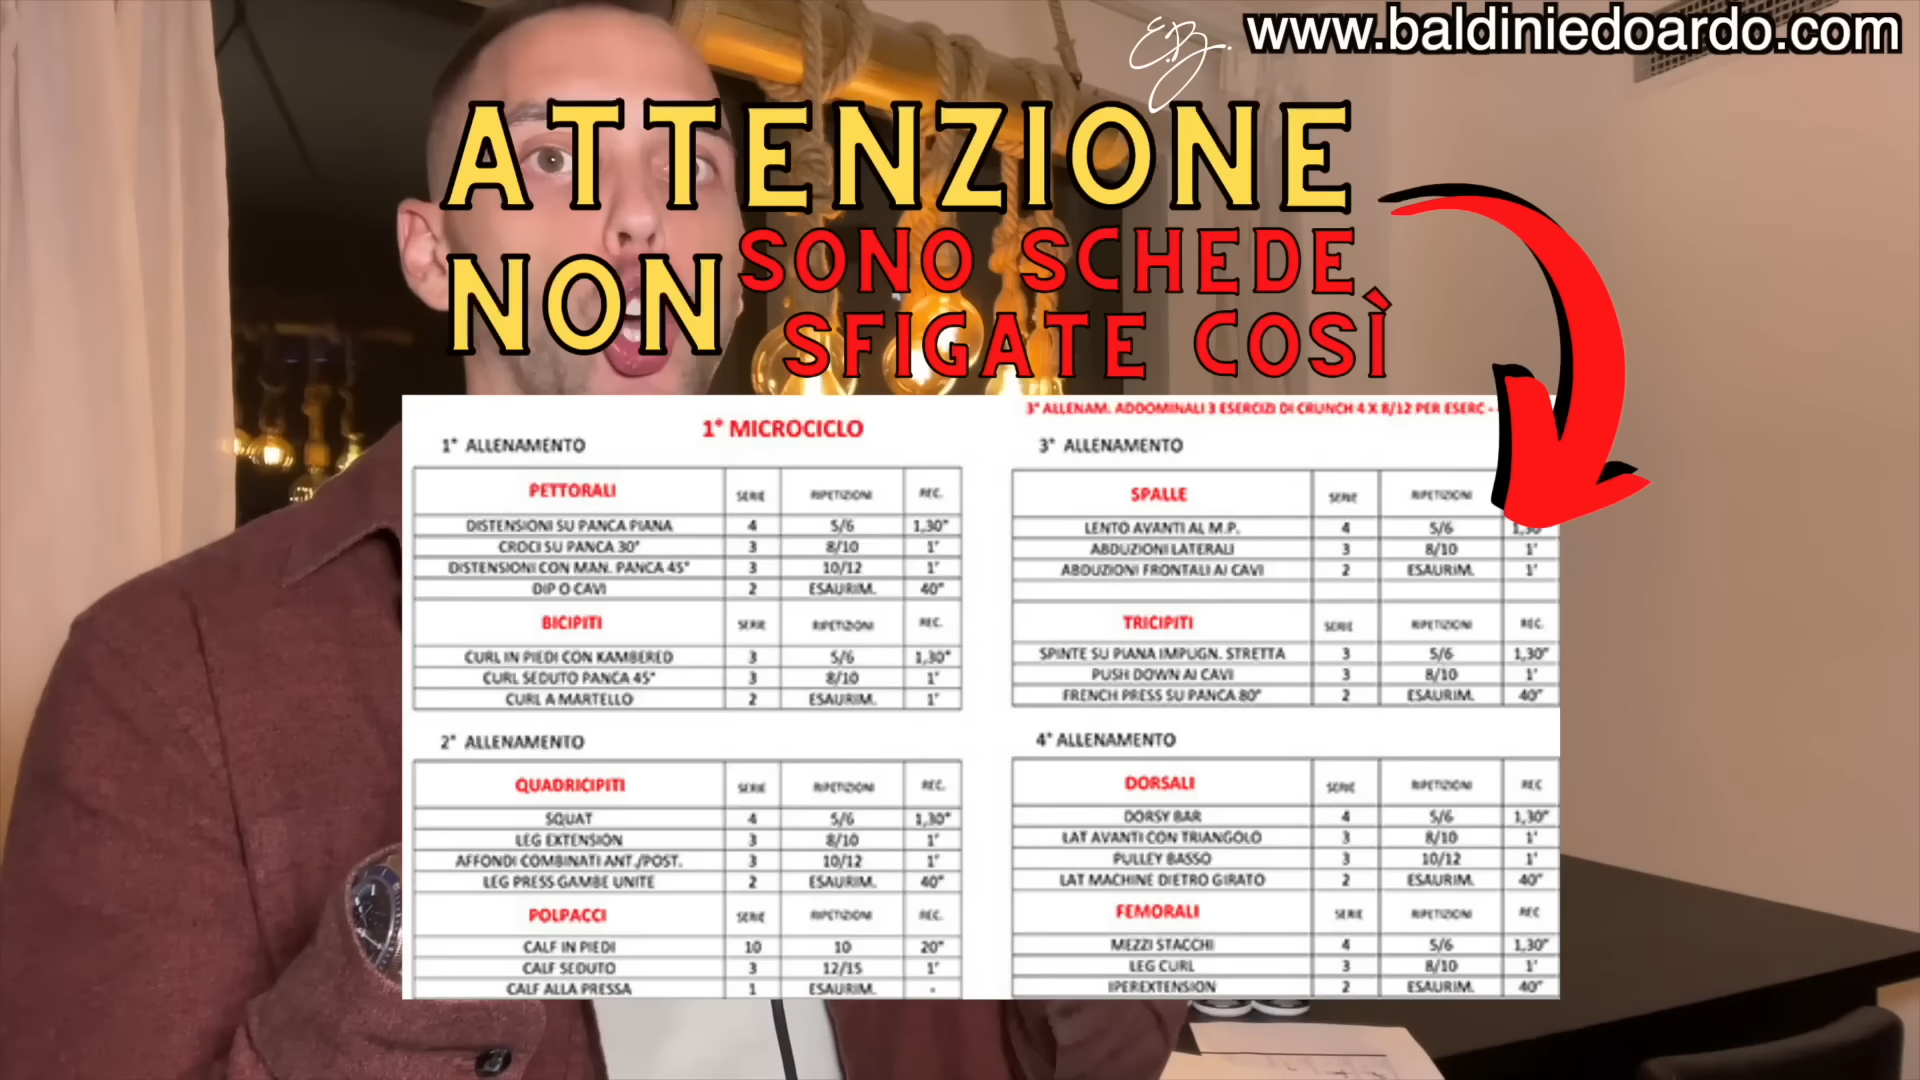 www.baldiniedoardo.com
ATTENZIONE
NON SONO SCHEDE
SFIGATE COSÌ
1° MICROCICLO
1° ALLENAMENTO
PETTORALI SERIE RIPETIZIONI REC.
DISTENSIONI SU PANCA PIANA 4 5/6 1,30"
CROCI SU PANCA 30° 3 8/10 1'
DISTENSIONI CON MAN. PANCA 45° 3 10/12 1'
DIP O CAVI 2 ESAURIM. 40"
BICIPITI SERIE RIPETIZIONI REC.
CURL IN PIEDI CON KAMBERED 3 5/6 1,30"
CURL SEDUTO PANCA 45° 3 8/10 1'
CURL A MARTELLO 2 ESAURIM. 1'
2° ALLENAMENTO
QUADRICIPITI SERIE RIPETIZIONI REC.
SQUAT 4 5/6 1,30"
LEG EXTENSION 3 8/10 1'
AFFONDI COMBINATI ANT./POST. 3 10/12 1'
LEG PRESS GAMBE UNITE 2 ESAURIM. 40"
POLPACCI SERIE RIPETIZIONI REC.
CALF IN PIEDI 10 10 20"
CALF SEDUTO 3 12/15 1'
CALF ALLA PRESSA 1 ESAURIM. -
3° ALLENAM. ADDOMINALI 3 ESERCIZI DI CRUNCH 4 X 8/12 PER ESERC -
3° ALLENAMENTO
SPALLE SERIE RIPETIZIONI
LENTO AVANTI AL M.P. 4 5/6 1,30"
ABDUZIONI LATERALI 3 8/10 1'
ABDUZIONI FRONTALI AI CAVI 2 ESAURIM. 1'
TRICIPITI SERIE RIPETIZIONI REC.
SPINTE SU PIANA IMPUGN. STRETTA 3 5/6 1,30"
PUSH DOWN AI CAVI 3 8/10 1'
FRENCH PRESS SU PANCA 80° 2 ESAURIM. 40"
4° ALLENAMENTO
DORSALI SERIE RIPETIZIONI REC
DORSY BAR 4 5/6 1,30"
LAT AVANTI CON TRIANGOLO 3 8/10 1'
PULLEY BASSO 3 10/12 1'
LAT MACHINE DIETRO GIRATO 2 ESAURIM. 40"
FEMORALI SERIE RIPETIZIONI REC
MEZZI STACCHI 4 5/6 1,30"
LEG CURL 3 8/10 1'
IPEREXTENSION 2 ESAURIM. 40"